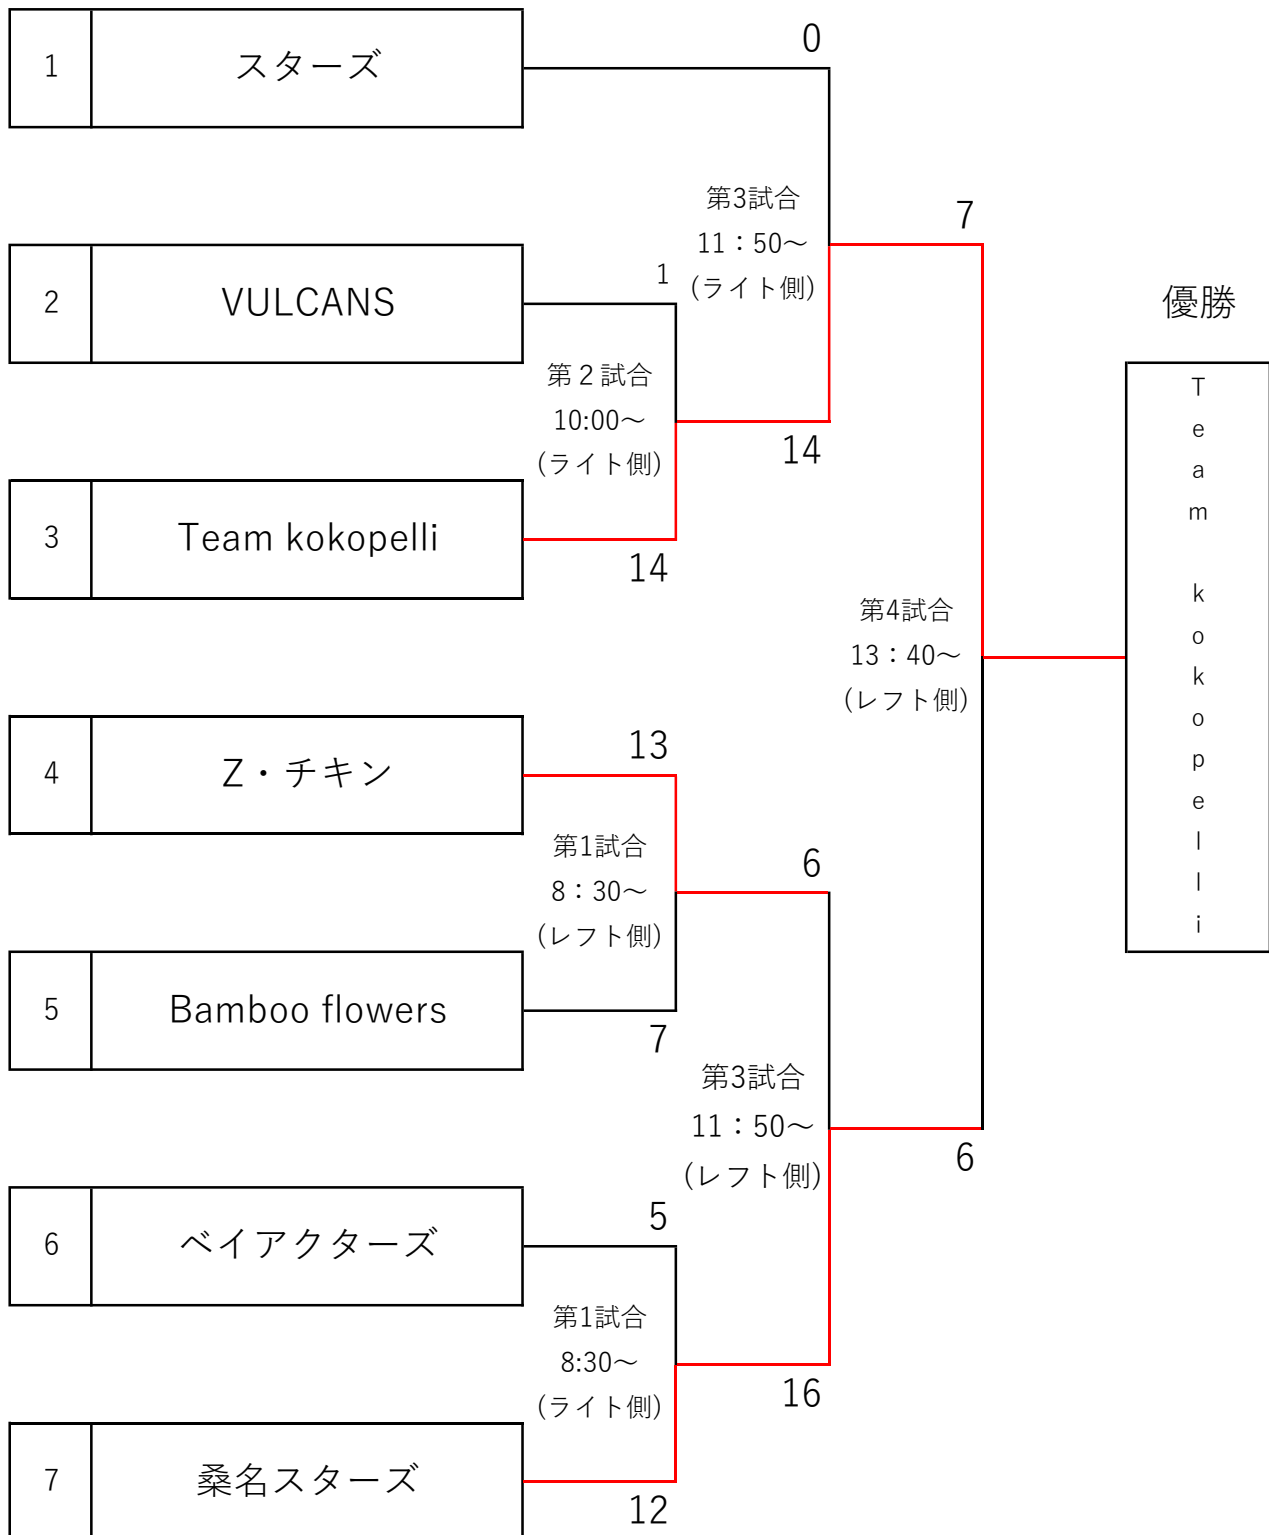 1 スターズ
0
第3試合
11：50～
(ライト側)
7
2 VULCANS
1
優勝
第２試合
10:00～
(ライト側)
14
3 Team kokopelli
14
Team kokopelli
第4試合
13：40～
(レフト側)
4 Z・チキン
13
第1試合
8：30～
(レフト側)
6
5 Bamboo flowers
7
第3試合
11：50～
(レフト側)
6
6 ベイアクターズ
5
第1試合
8:30～
(ライト側)
16
7 桑名スターズ
12